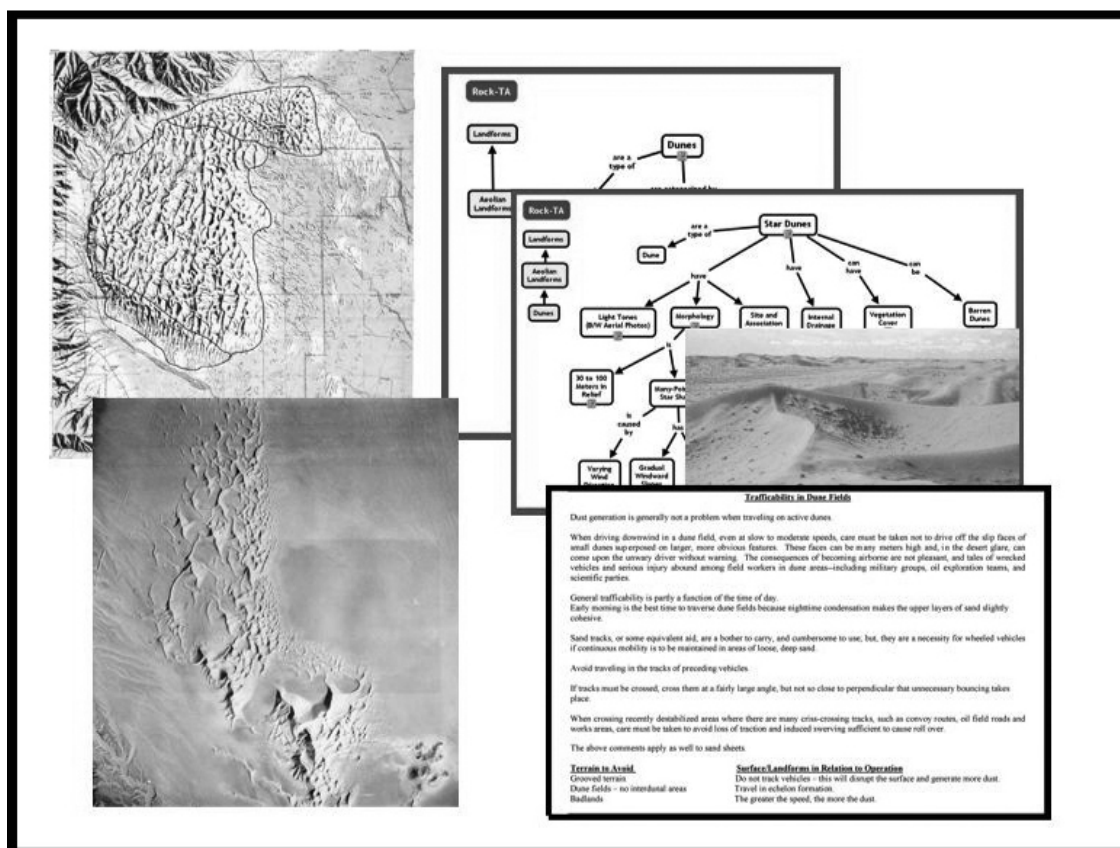 Rock-TA
Landforms
Aeolian
Landforms
Dunes
are a
type of
are categorized by
Rock-TA
Landforms
Aeolian
Landforms
Dunes
Star Dunes
are a
type of
Dune
have
have
can
have
can
be
Light Tones
(B/W Aerial Photos)
Morphology
Site and
Association
Internal
Drainage
Vegetation
Cover
Barren
Dunes
is
30 to 100
Meters in
Relief
is
caused
by
has
Varying
Wind
Gradual
Windward
Trafficability in Dune Fields
Dust generation is generally not a problem when traveling on active dunes.
When driving downwind in a dune field, even at slow to moderate speeds, care must be taken not to drive off the slip faces of
small dunes superposed on larger, more obvious features. These faces can be many meters high and, in the desert glare, can
come upon the unwary driver without warning. The consequences of becoming airborne are not pleasant, and tales of wrecked
vehicles and serious injury abound among field workers in dune areas--including military groups, oil exploration teams, and
scientific parties.
General trafficability is partly a function of the time of day.
Early morning is the best time to traverse dune fields because nighttime condensation makes the upper layers of sand slightly
cohesive.
Sand tracks, or some equivalent aid, are a bother to carry, and cumbersome to use, but, they are a necessity for wheeled vehicles
if continuous mobility is to be maintained in areas of loose, deep sand.
Avoid traveling in the tracks of preceding vehicles.
If tracks must be crossed, cross them at a fairly large angle, but not so close to perpendicular that unnecessary bouncing takes
place.
When crossing recently destabilized areas where there are many criss-crossing tracks, such as convoy routes, oil field roads and
works areas, care must be taken to avoid loss of traction and induced swerving sufficient to cause roll over.
The above comments apply as well to sand sheets.
Terrain to Avoid
Surface/Landforms in Relation to Operation
Grooved terrain
Do not track vehicles – this will disrupt the surface and generate more dust.
Dune fields – no interdunal areas
Travel in echelon formation.
Badlands
The greater the speed, the more the dust.